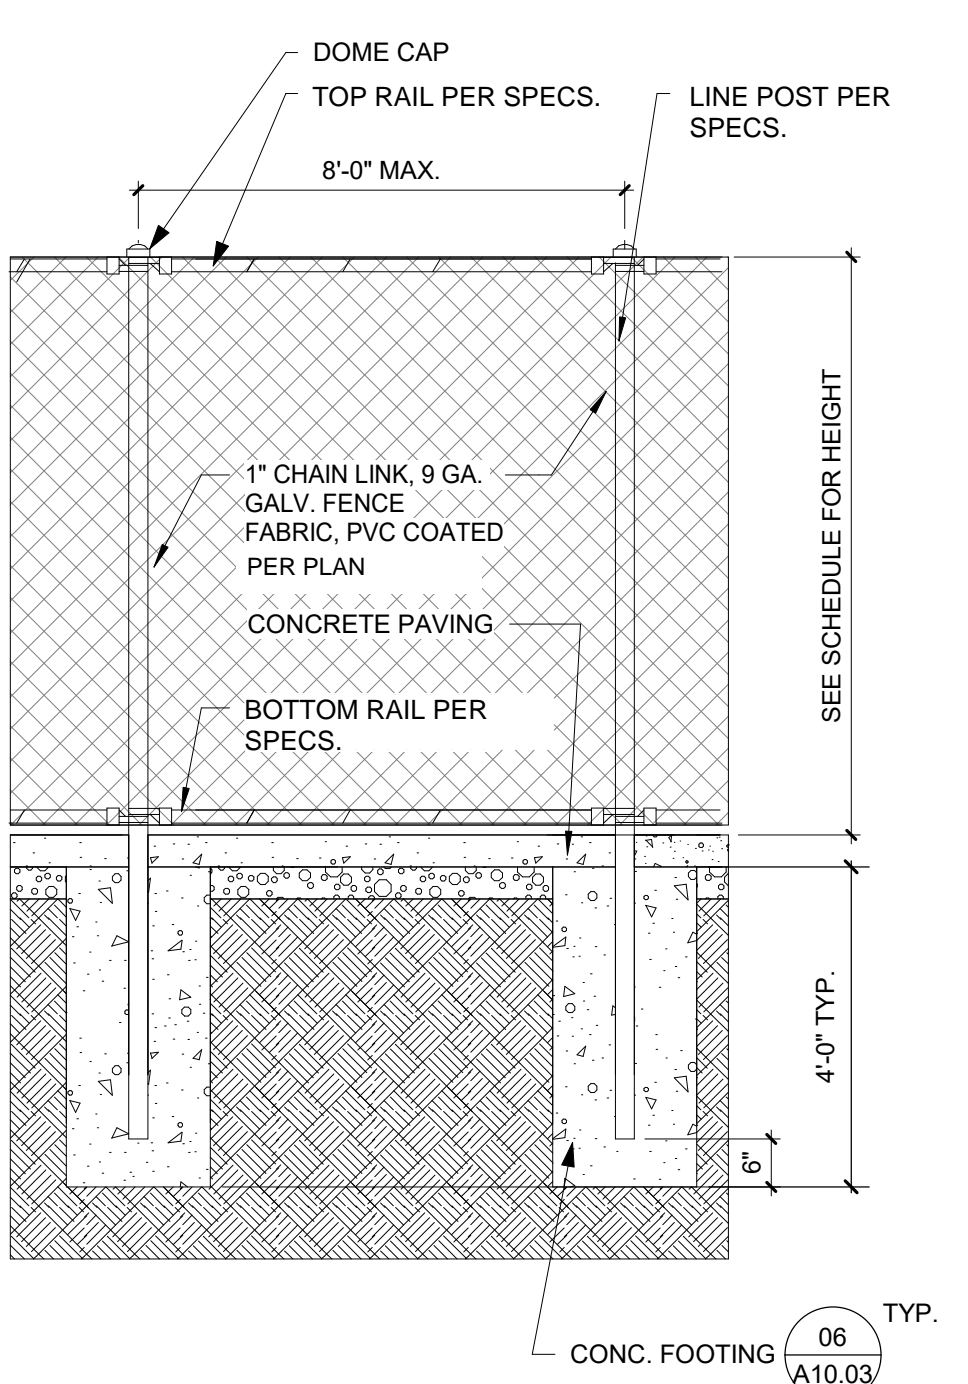 DOME CAP
TOP RAIL PER SPECS.
LINE POST PER
SPECS.
8'-0" MAX.
1" CHAIN LINK, 9 GA.
GALV. FENCE
FABRIC, PVC COATED
PER PLAN
SEE SCHEDULE FOR HEIGHT
CONCRETE PAVING
BOTTOM RAIL PER
SPECS.
4'-0" TYP.
6"
CONC. FOOTING
06
A10.03
TYP.